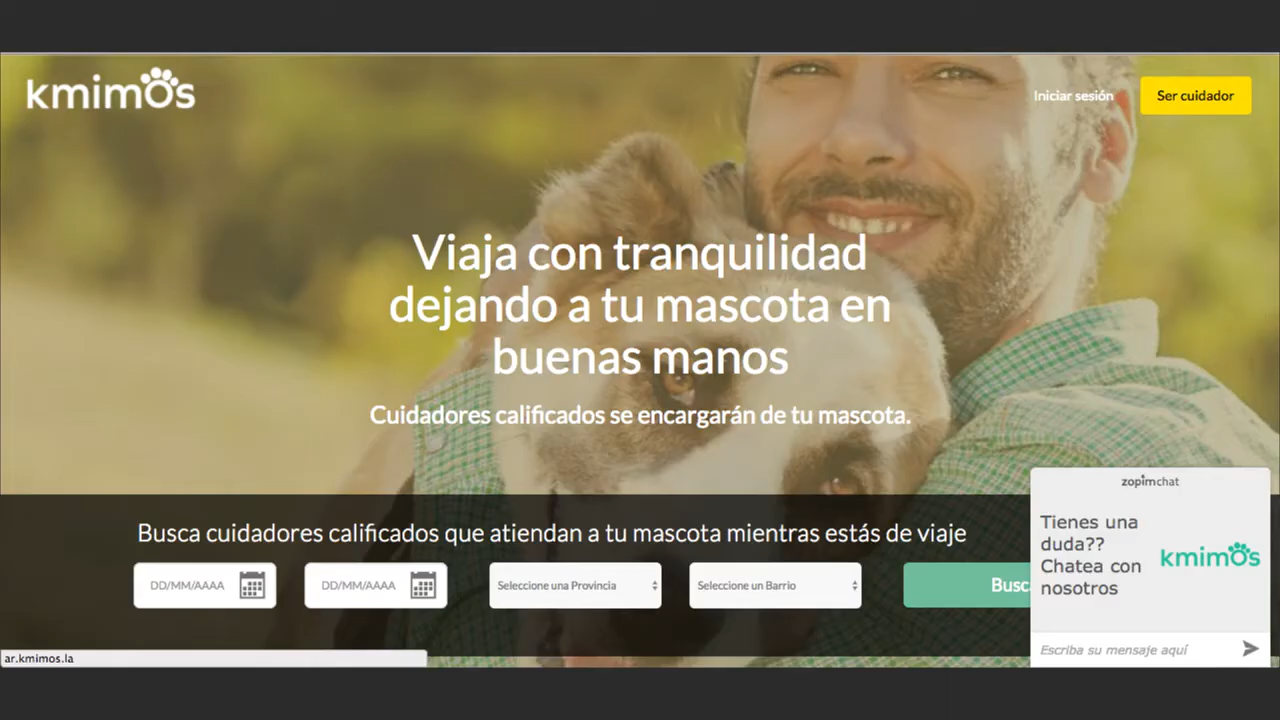 kmimos
Iniciar sesión
Ser cuidador
Viaja con tranquilidad
dejando a tu mascota en
buenas manos
Cuidadores calificados se encargarán de tu mascota.
Busca cuidadores calificados que atiendan a tu mascota mientras estás de viaje
DD/MM/AAAA
DD/MM/AAAA
Seleccione una Provincia
Seleccione un Barrio
Busc
zopim chat
Tienes una
duda??
Chatea con
nosotros
kmimos
Escriba su mensaje aquí
ar.kmimos.la